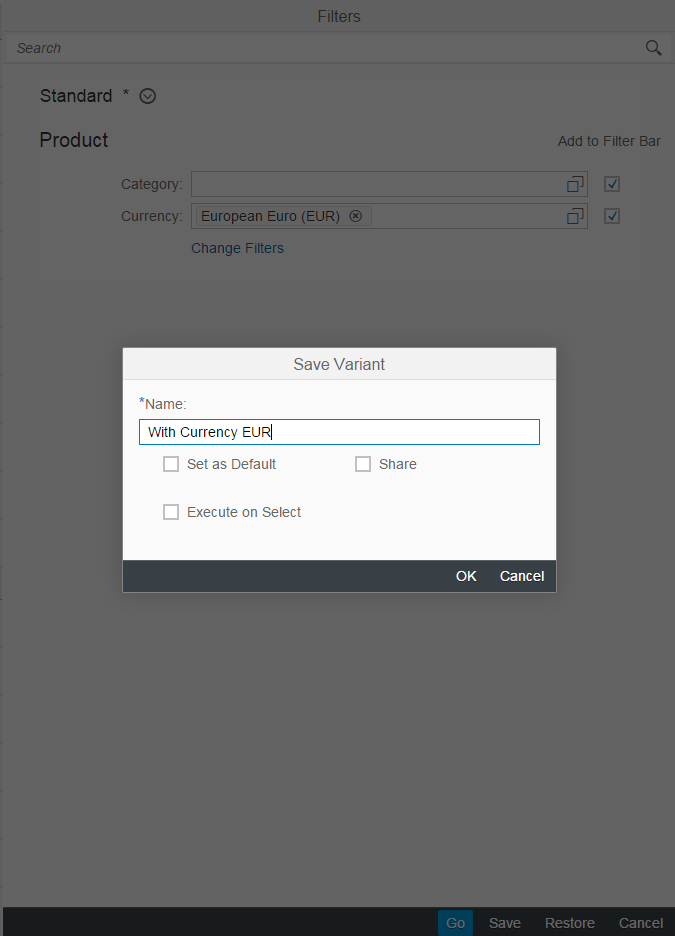 Filters
Search
Standard *
Product Add to Filter Bar
Category:
Currency: European Euro (EUR)
Change Filters
Save Variant
*Name:
With Currency EUR
Set as Default Share
Execute on Select
OK Cancel
Go Save Restore Cancel